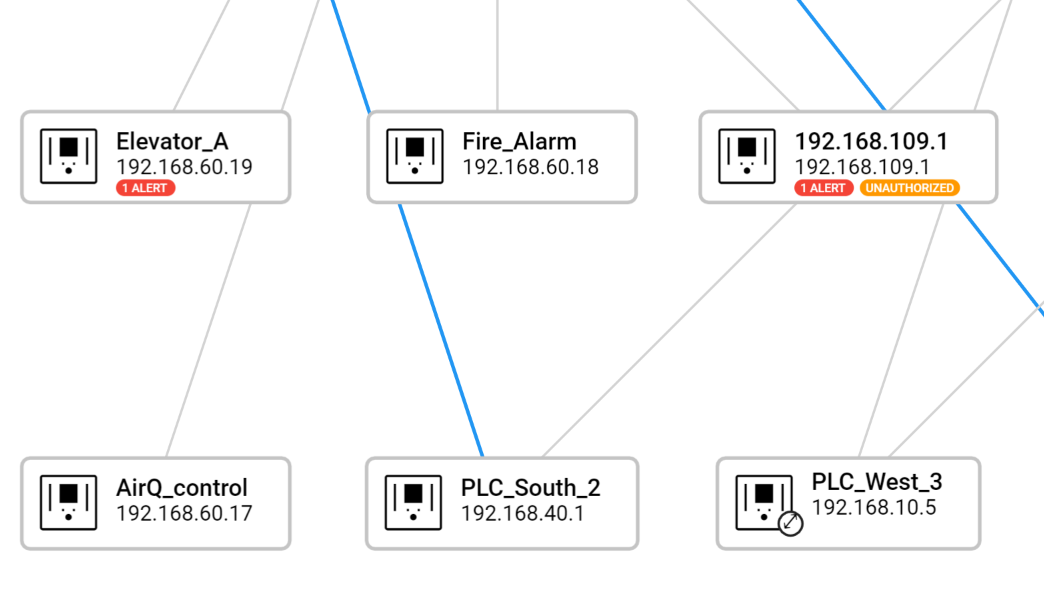 Elevator_A
192.168.60.19
1 ALERT
Fire_Alarm
192.168.60.18
192.168.109.1
192.168.109.1
1 ALERT UNAUTHORIZED
AirQ_control
192.168.60.17
PLC_South_2
192.168.40.1
PLC_West_3
192.168.10.5